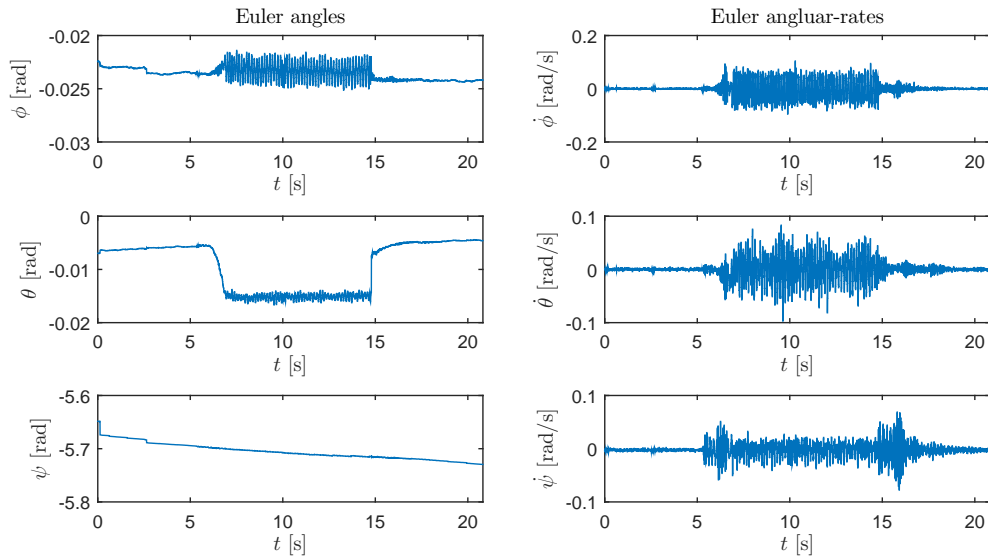 Euler angles
Euler angluar-rates
-0.02
-0.025
-0.03
ϕ [rad]
0 5 10 15 20
t [s]
0.2
0
-0.2
ϕ̇ [rad/s]
0 5 10 15 20
t [s]
0
-0.01
-0.02
θ [rad]
0 5 10 15 20
t [s]
0.1
0
-0.1
θ̇ [rad/s]
0 5 10 15 20
t [s]
-5.6
-5.7
-5.8
ψ [rad]
0 5 10 15 20
t [s]
0.1
0
-0.1
ψ̇ [rad/s]
0 5 10 15 20
t [s]